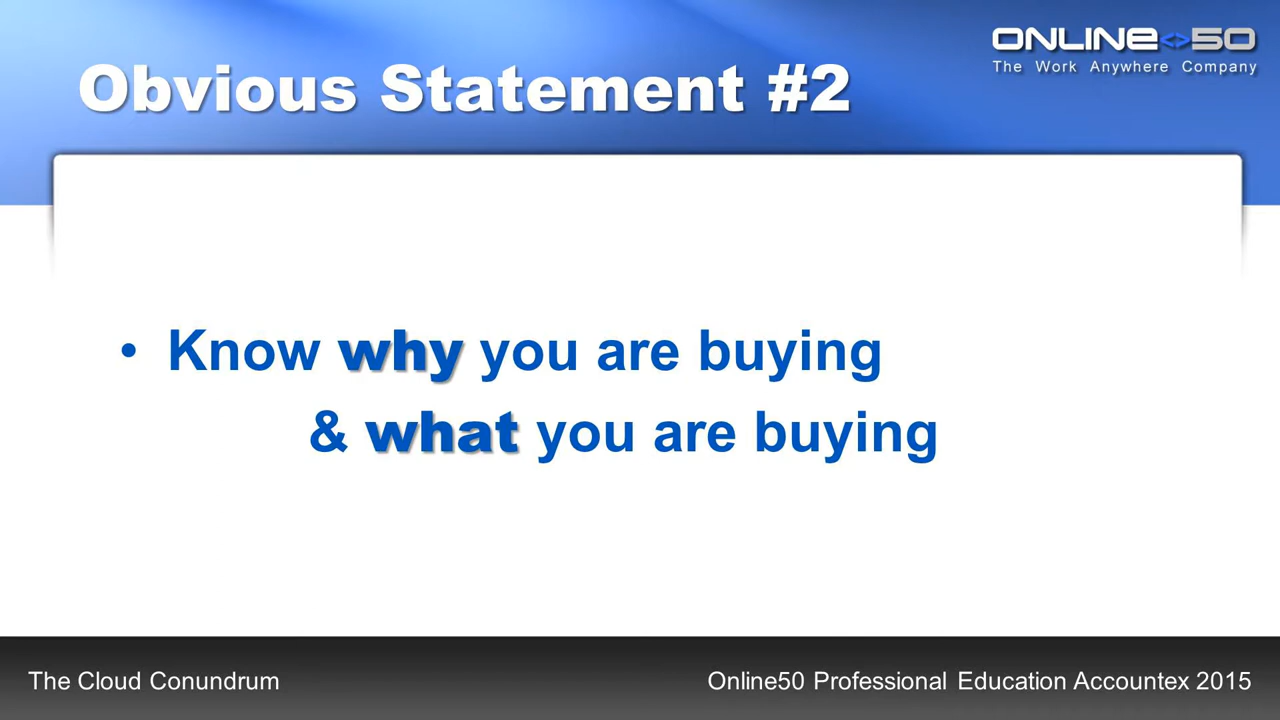 ONLINE<>50
The Work Anywhere Company
Obvious Statement #2
• Know why you are buying
& what you are buying
The Cloud Conundrum
Online50 Professional Education Accountex 2015